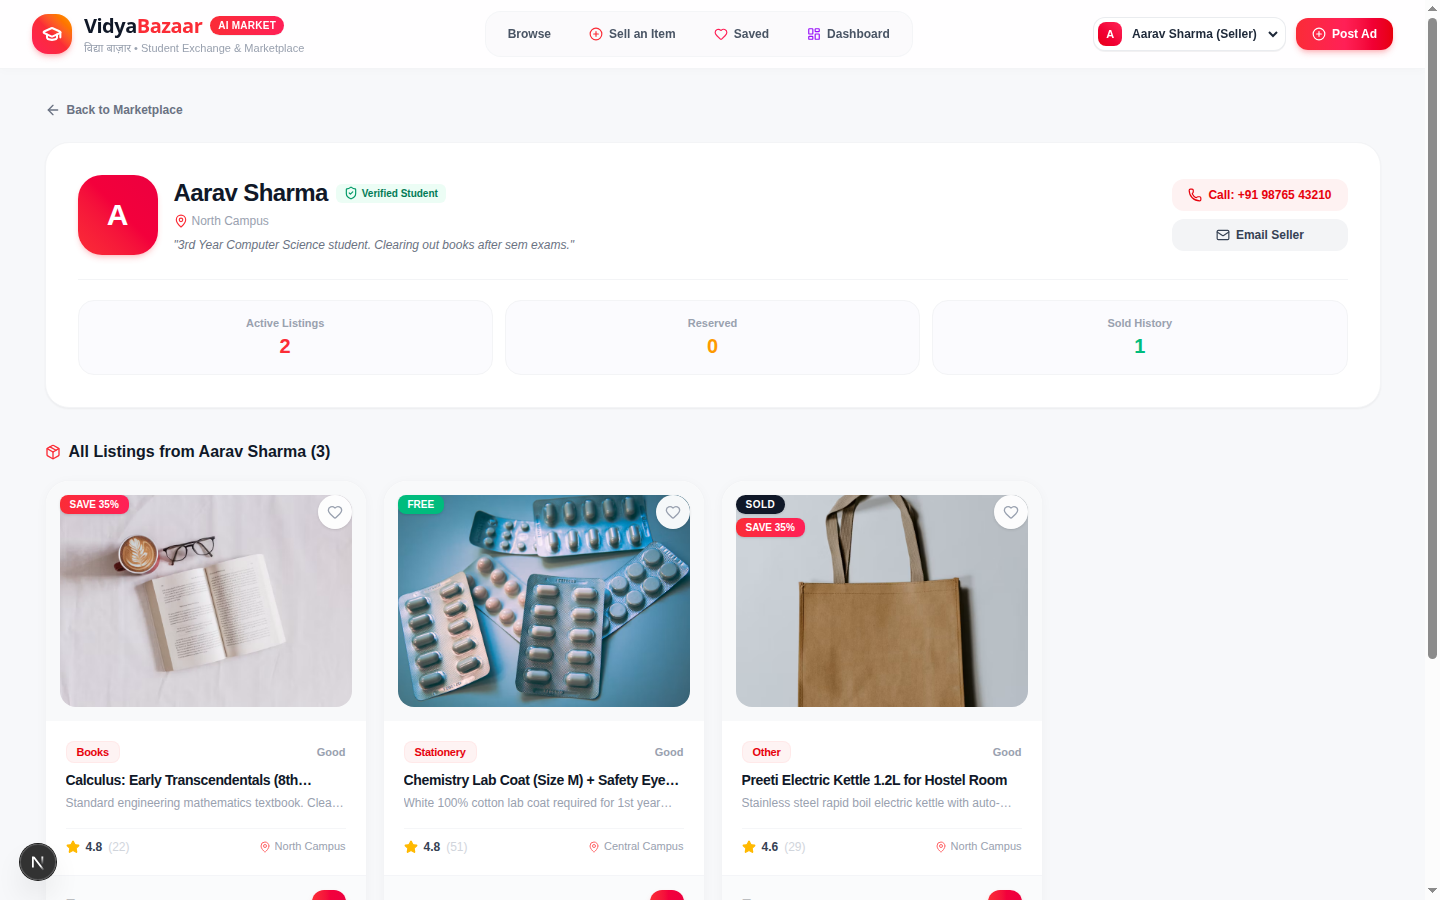 VidyaBazaar AI MARKET
विद्या बाज़ार • Student Exchange & Marketplace
Browse
Sell an Item
Saved
Dashboard
A Aarav Sharma (Seller)
Post Ad
Back to Marketplace
A
Aarav Sharma
Verified Student
North Campus
"3rd Year Computer Science student. Clearing out books after sem exams."
Call: +91 98765 43210
Email Seller
Active Listings
2
Reserved
0
Sold History
1
All Listings from Aarav Sharma (3)
SAVE 35%
Books
Good
Calculus: Early Transcendentals (8th...
Standard engineering mathematics textbook. Clea...
4.8 (22)
North Campus
FREE
Stationery
Good
Chemistry Lab Coat (Size M) + Safety Eye...
White 100% cotton lab coat required for 1st year...
4.8 (51)
Central Campus
SOLD
SAVE 35%
Other
Good
Preeti Electric Kettle 1.2L for Hostel Room
Stainless steel rapid boil electric kettle with auto-...
4.6 (29)
North Campus
N